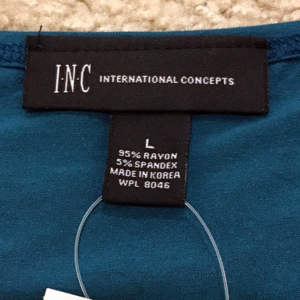 I·N·C INTERNATIONAL CONCEPTS
L
95% RAYON
5% SPANDEX
MADE IN KOREA
WPL 8046